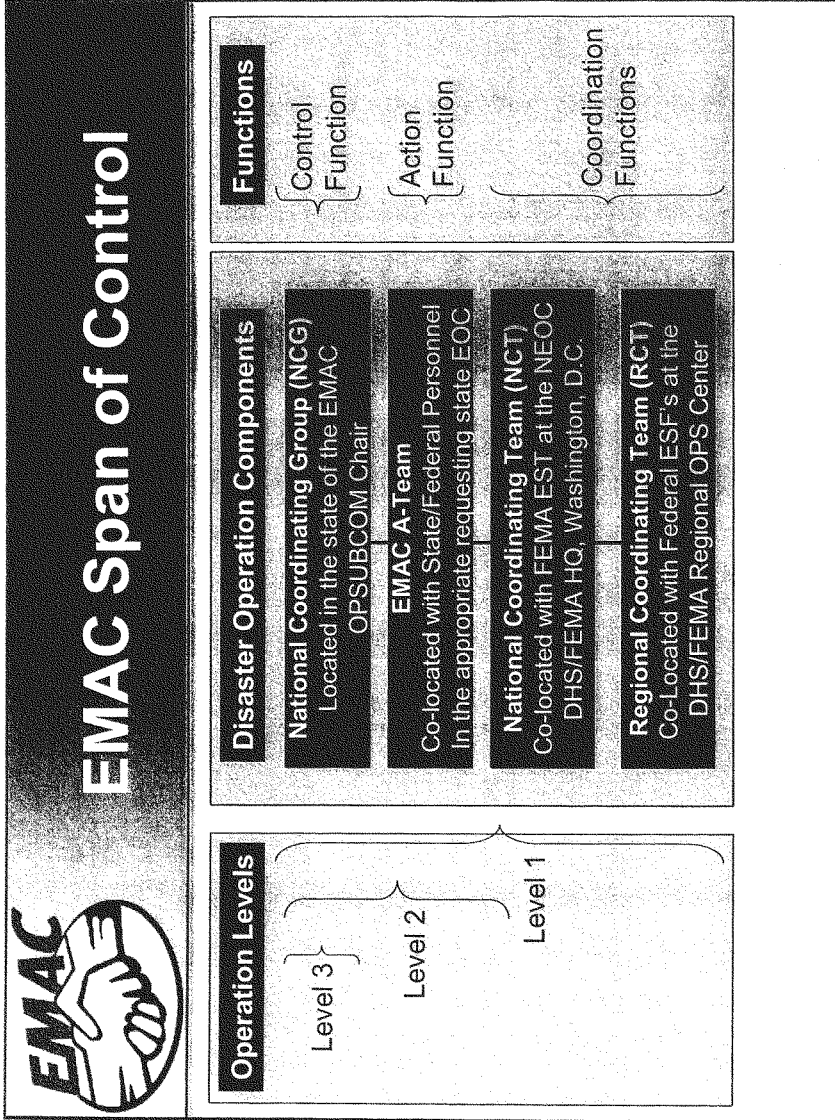 EMAC
EMAC Span of Control
Operation Levels
Level 3
Level 2
Level 1
Disaster Operation Components
National Coordinating Group (NCG)
Located in the state of the EMAC
OPSUBCOM Chair
EMAC A-Team
Co-located with State/Federal Personnel
In the appropriate requesting state EOC
National Coordinating Team (NCT)
Co-located with FEMA EST at the NEOC
DHS/FEMA HQ, Washington, D.C.
Regional Coordinating Team (RCT)
Co-Located with Federal ESF's at the
DHS/FEMA Regional OPS Center
Functions
Control
Function
Action
Function
Coordination
Functions